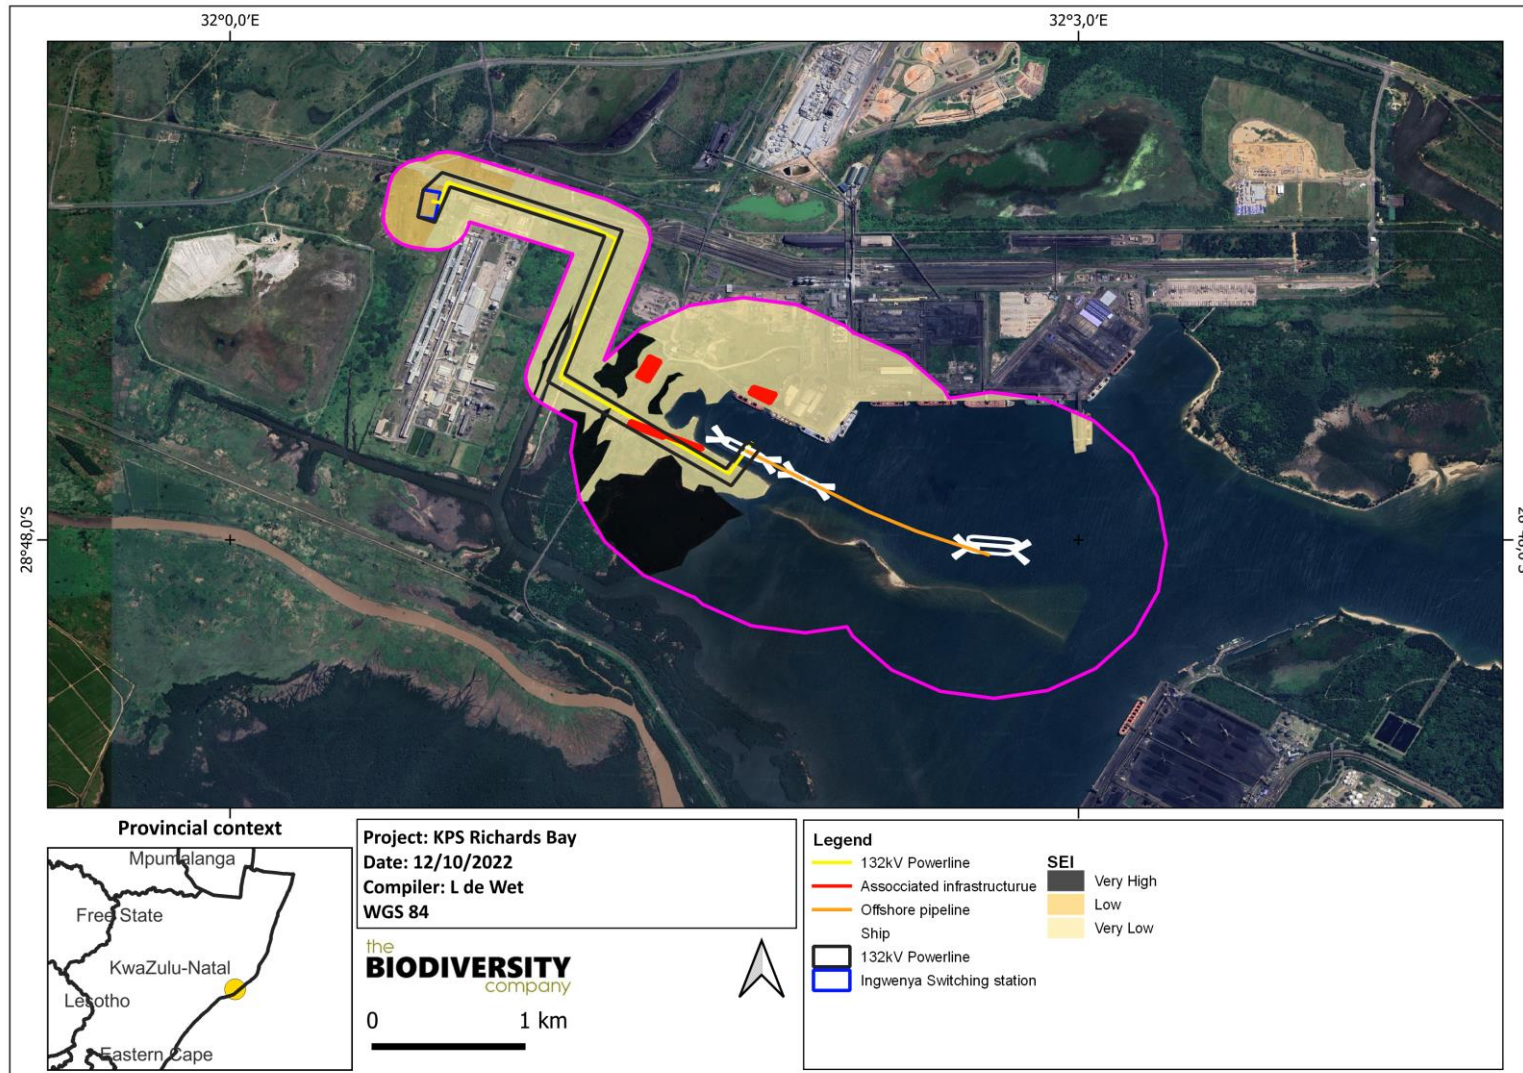 32°0,0′E
32°3,0′E
28°48,0′S
28°48,0′S
Provincial context
Mpumalanga
Free State
KwaZulu-Natal
Lesotho
Eastern Cape
Project: KPS Richards Bay
Date: 12/10/2022
Compiler: L de Wet
WGS 84
the
BIODIVERSITY
company
0 1 km
Legend
132kV Powerline
Assocciated infrastructurue
Offshore pipeline
Ship
132kV Powerline
Ingwenya Switching station
SEI
Very High
Low
Very Low